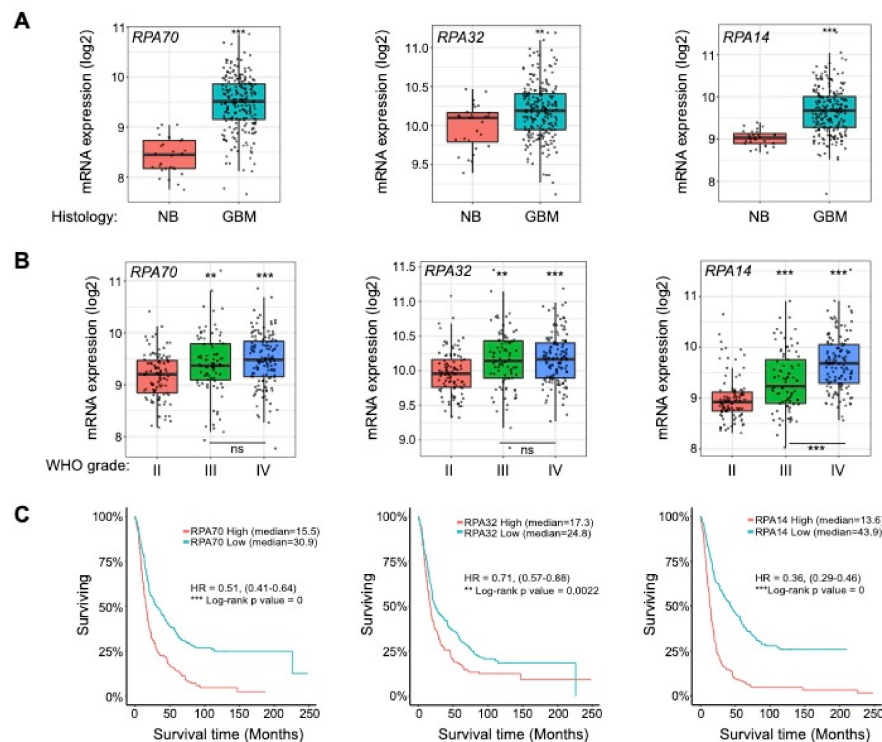 A
RPA70
***
mRNA expression (log2)
11
10
9
8
Histology:
NB
GBM
RPA32
**
mRNA expression (log2)
11.0
10.5
10.0
9.5
NB
GBM
RPA14
***
mRNA expression (log2)
11
10
9
8
NB
GBM
B
RPA70
**
***
mRNA expression (log2)
11
10
9
8
ns
WHO grade:
II
III
IV
RPA32
**
***
mRNA expression (log2)
11.5
11.0
10.5
10.0
9.5
9.0
ns
II
III
IV
RPA14
***
***
mRNA expression (log2)
11
10
9
8
***
II
III
IV
C
Surviving
100%
75%
50%
25%
0%
RPA70 High (median=15.5)
RPA70 Low (median=30.9)
HR = 0.51, (0.41-0.64)
*** Log-rank p value = 0
0 50 100 150 200 250
Survival time (Months)
Surviving
100%
75%
50%
25%
0%
RPA32 High (median=17.3)
RPA32 Low (median=24.8)
HR = 0.71, (0.57-0.88)
** Log-rank p value = 0.0022
0 50 100 150 200 250
Survival time (Months)
Surviving
100%
75%
50%
25%
0%
RPA14 High (median=13.6)
RPA14 Low (median=43.9)
HR = 0.36, (0.29-0.46)
***Log-rank p value = 0
0 50 100 150 200 250
Survival time (Months)